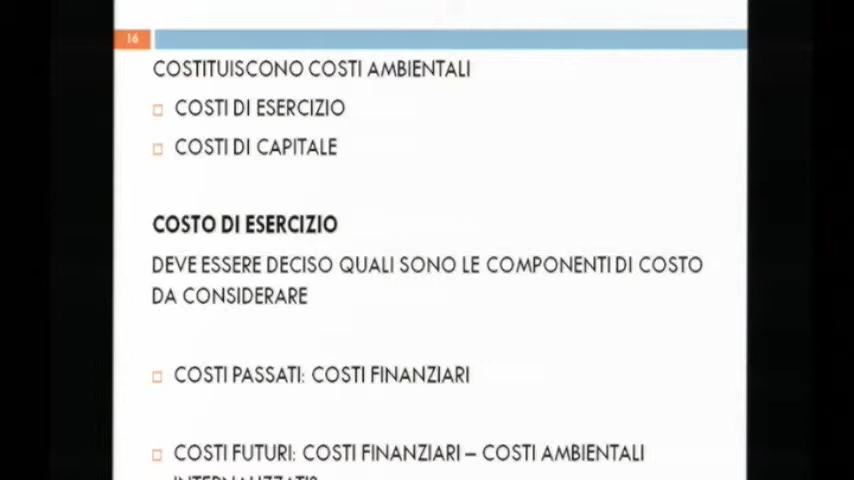 16
COSTITUISCONO COSTI AMBIENTALI
COSTI DI ESERCIZIO
COSTI DI CAPITALE
COSTO DI ESERCIZIO
DEVE ESSERE DECISO QUALI SONO LE COMPONENTI DI COSTO
DA CONSIDERARE
COSTI PASSATI: COSTI FINANZIARI
COSTI FUTURI: COSTI FINANZIARI – COSTI AMBIENTALI